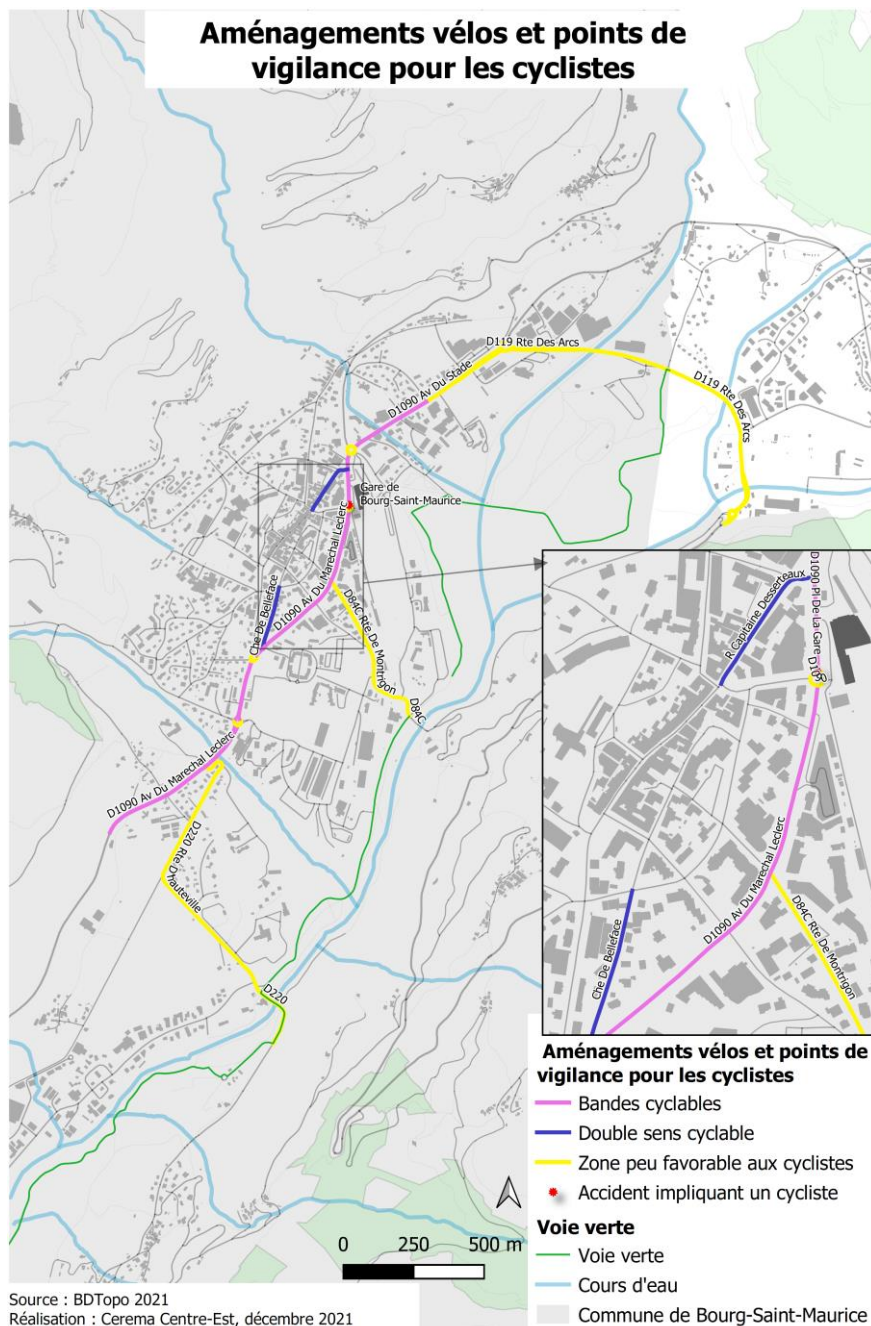 Aménagements vélos et points de
vigilance pour les cyclistes
D119 Rte Des Arcs
D119 Rte Des Arcs
D1090 Av Du Stade
Gare de
Bourg-Saint-Maurice
D1090 Av Du Marechal Leclerc
Che De Belleface
D84C Rte De Montrigon
D84C
D1090 Av Du Marechal Leclerc
D220 Rte D'hauteville
D220
R Capitaine Desserteaux
D1090 Pl De La Gare
D1090 Av Du Marechal Leclerc
D84C Rte De Montrigon
Che De Belleface
Aménagements vélos et points de
vigilance pour les cyclistes
Bandes cyclables
Double sens cyclable
Zone peu favorable aux cyclistes
Accident impliquant un cycliste
Voie verte
Voie verte
Cours d'eau
Commune de Bourg-Saint-Maurice
0 250 500 m
Source : BDTopo 2021
Réalisation : Cerema Centre-Est, décembre 2021